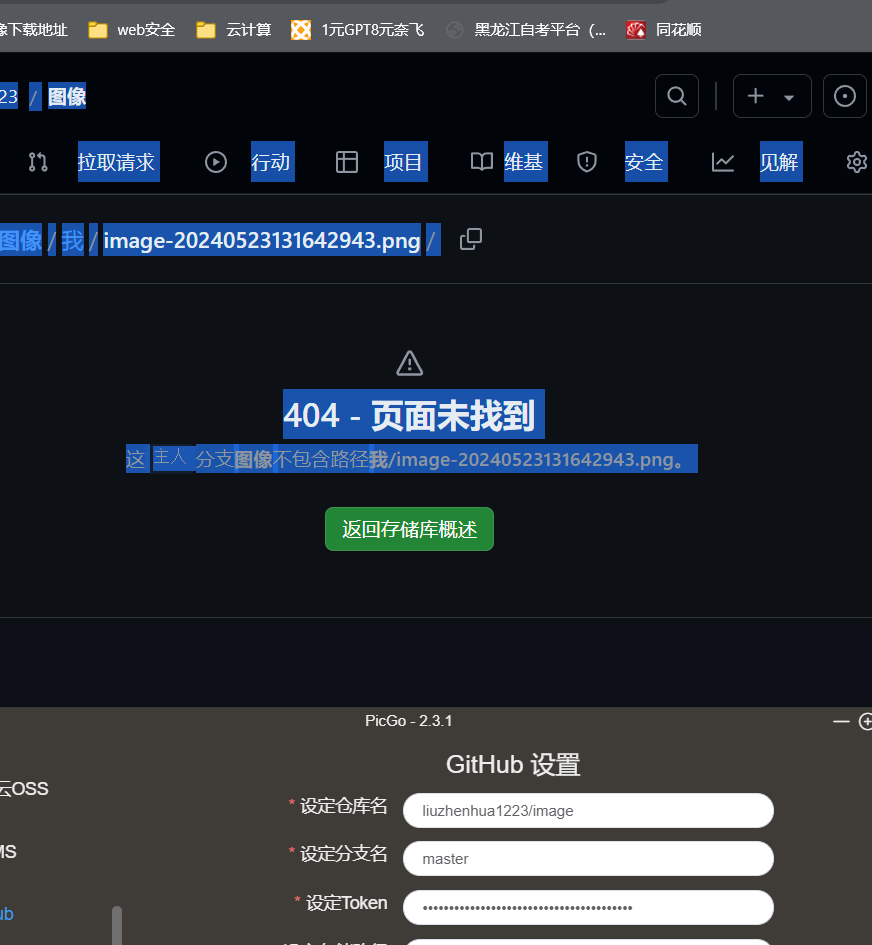 像下载地址 web安全 云计算 1元GPT8元奈飞 黑龙江自考平台（... 同花顺
23 / 图像
拉取请求 行动 项目 维基 安全 见解
图像 / 我 / image-20240523131642943.png /
404 - 页面未找到
这 主人 分支图像不包含路径我/image-20240523131642943.png。
返回存储库概述
PicGo - 2.3.1
GitHub 设置
云OSS
* 设定仓库名 liuzhenhua1223/image
MS
* 设定分支名 master
* 设定Token
ub